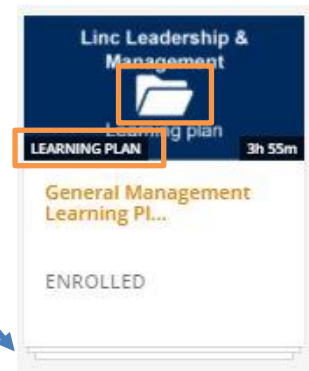 Linc Leadership &
Management
Learning plan
LEARNING PLAN
3h 55m
General Management
Learning Pl...
ENROLLED